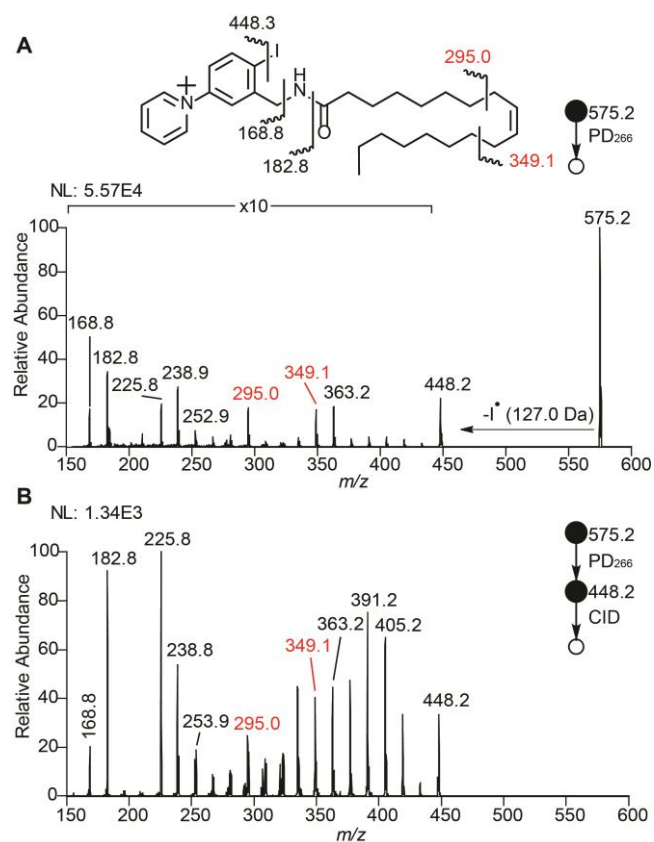 A
448.3
I
N
H
N
O
168.8
182.8
295.0
349.1
575.2
PD266
NL: 5.57E4
x10
575.2
Relative Abundance
100
80
60
40
20
0
168.8
182.8
225.8
238.9
252.9
295.0
349.1
363.2
448.2
-I• (127.0 Da)
150 200 250 300 350 400 450 500 550 600
m/z
B
NL: 1.34E3
575.2
PD266
448.2
CID
Relative Abundance
100
80
60
40
20
0
168.8
182.8
225.8
238.8
253.9
295.0
349.1
363.2
391.2
405.2
448.2
150 200 250 300 350 400 450 500 550 600
m/z